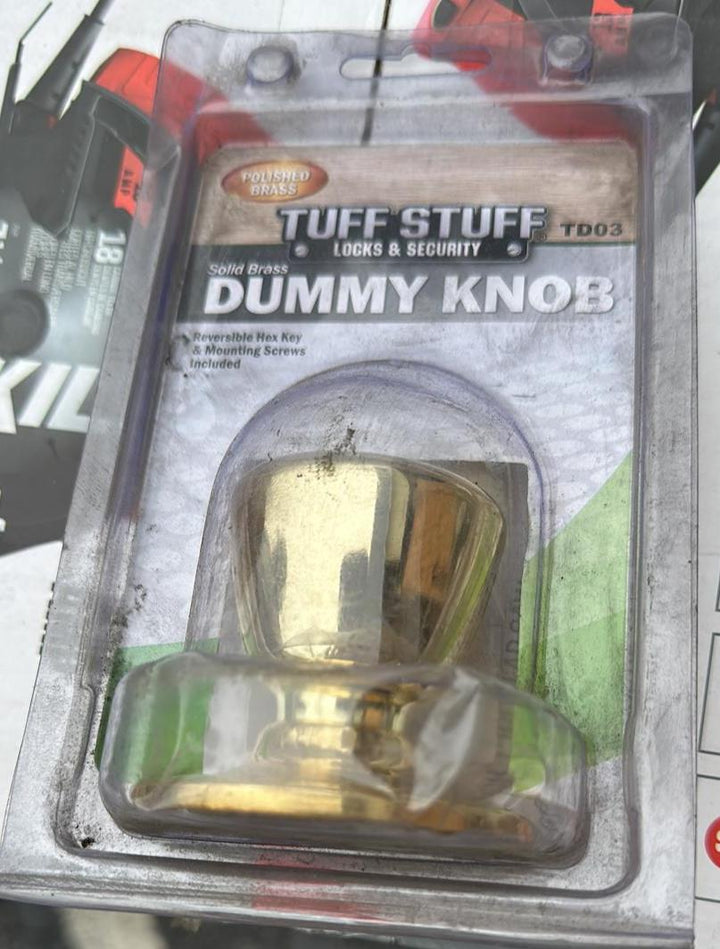 POLISHED
BRASS
TUFF STUFF® TD03
LOCKS & SECURITY
Solid Brass
DUMMY KNOB
Reversible Hex Key
& Mounting Screws
Included
18
KIL